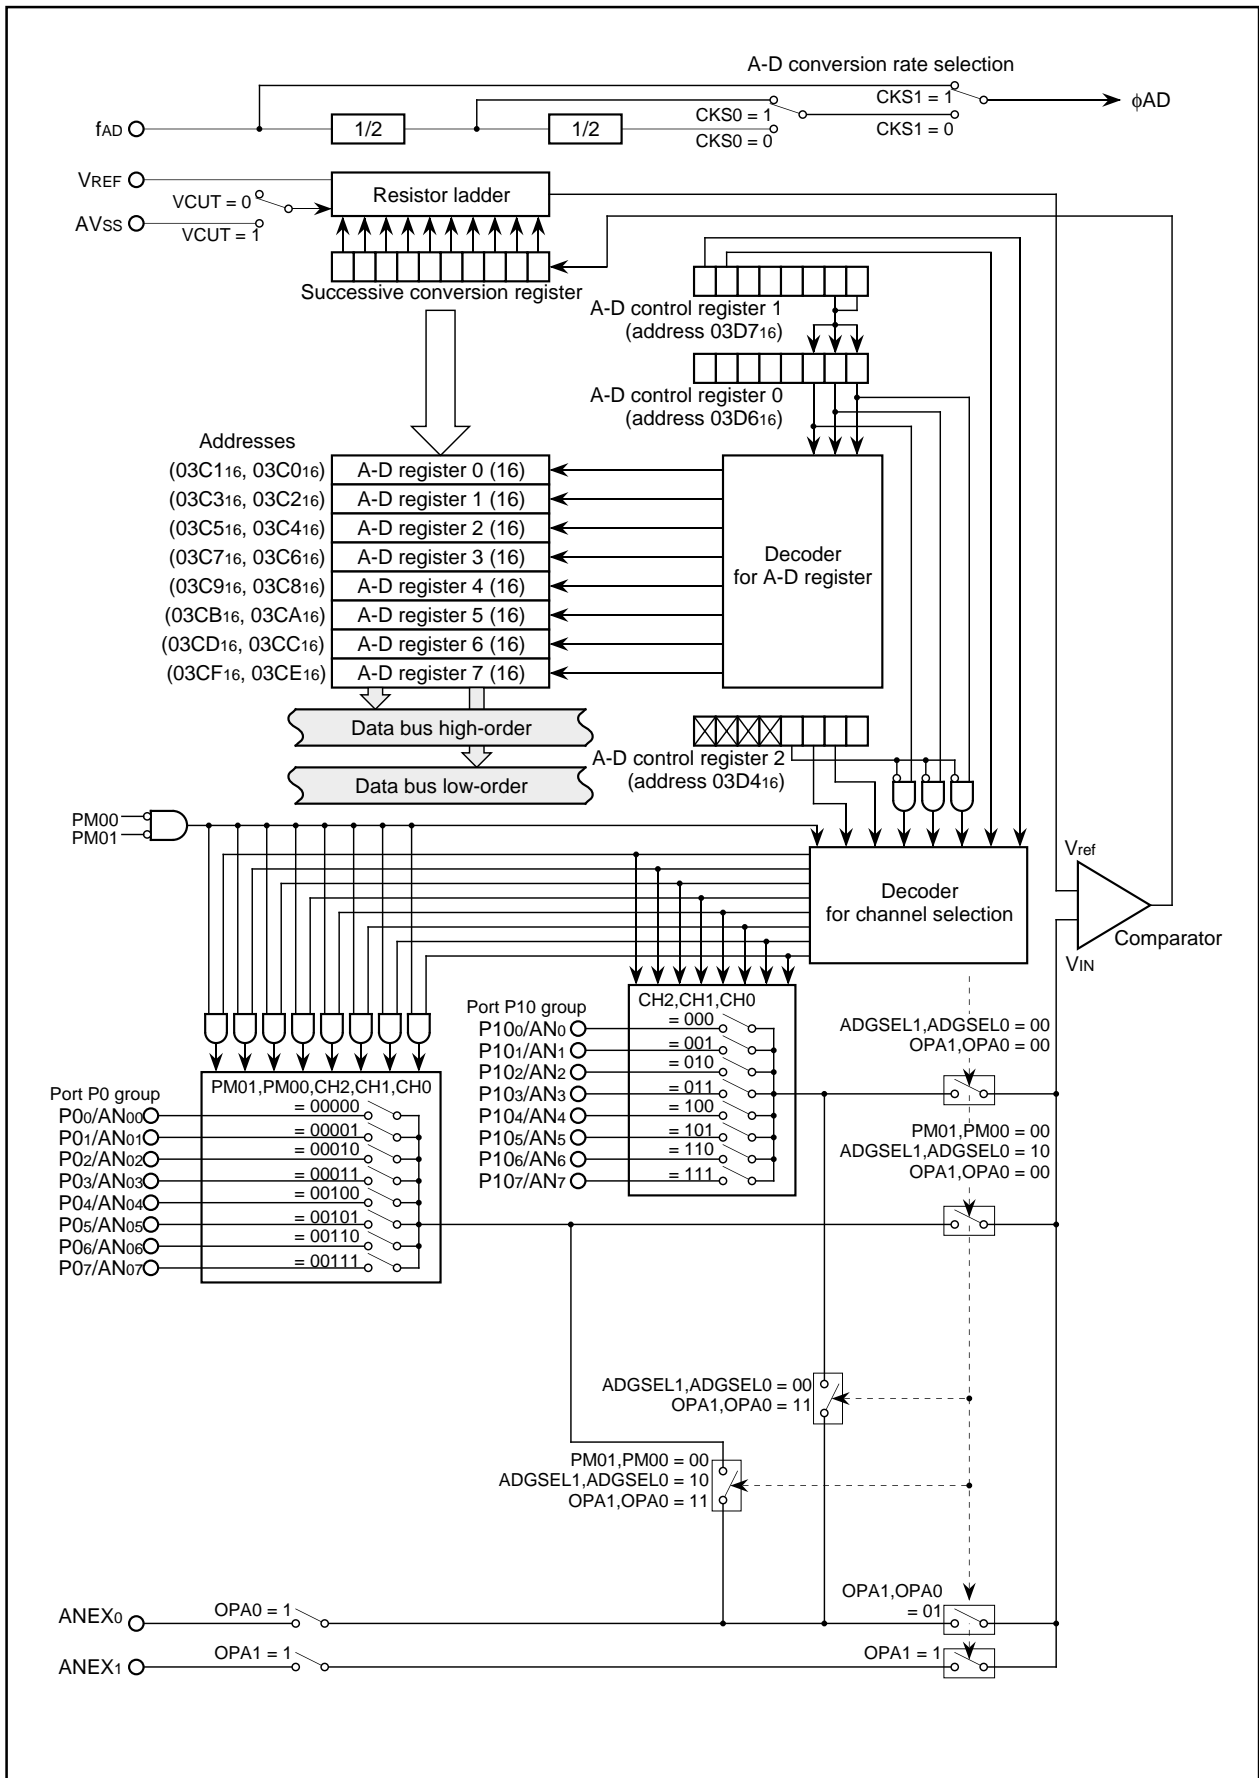 A-D conversion rate selection
CKS1 = 1
φAD
CKS0 = 1
fAD
1/2
1/2
CKS1 = 0
CKS0 = 0
VREF
Resistor ladder
VCUT = 0
AVSS
VCUT = 1
Successive conversion register
A-D control register 1
(address 03D716)
A-D control register 0
(address 03D616)
Addresses
(03C116, 03C016)
A-D register 0 (16)
(03C316, 03C216)
A-D register 1 (16)
(03C516, 03C416)
A-D register 2 (16)
(03C716, 03C616)
A-D register 3 (16)
(03C916, 03C816)
A-D register 4 (16)
(03CB16, 03CA16)
A-D register 5 (16)
(03CD16, 03CC16)
A-D register 6 (16)
(03CF16, 03CE16)
A-D register 7 (16)
Decoder
for A-D register
Data bus high-order
Data bus low-order
A-D control register 2
(address 03D416)
PM00
PM01
Decoder
for channel selection
Vref
Comparator
VIN
Port P10 group
CH2,CH1,CH0
P100/AN0
= 000
P101/AN1
= 001
P102/AN2
= 010
P103/AN3
= 011
P104/AN4
= 100
P105/AN5
= 101
P106/AN6
= 110
P107/AN7
= 111
ADGSEL1,ADGSEL0 = 00
OPA1,OPA0 = 00
Port P0 group
PM01,PM00,CH2,CH1,CH0
P00/AN00
= 00000
P01/AN01
= 00001
P02/AN02
= 00010
P03/AN03
= 00011
P04/AN04
= 00100
P05/AN05
= 00101
P06/AN06
= 00110
P07/AN07
= 00111
PM01,PM00 = 00
ADGSEL1,ADGSEL0 = 10
OPA1,OPA0 = 00
ADGSEL1,ADGSEL0 = 00
OPA1,OPA0 = 11
PM01,PM00 = 00
ADGSEL1,ADGSEL0 = 10
OPA1,OPA0 = 11
OPA1,OPA0
= 01
ANEX0
OPA0 = 1
ANEX1
OPA1 = 1
OPA1 = 1